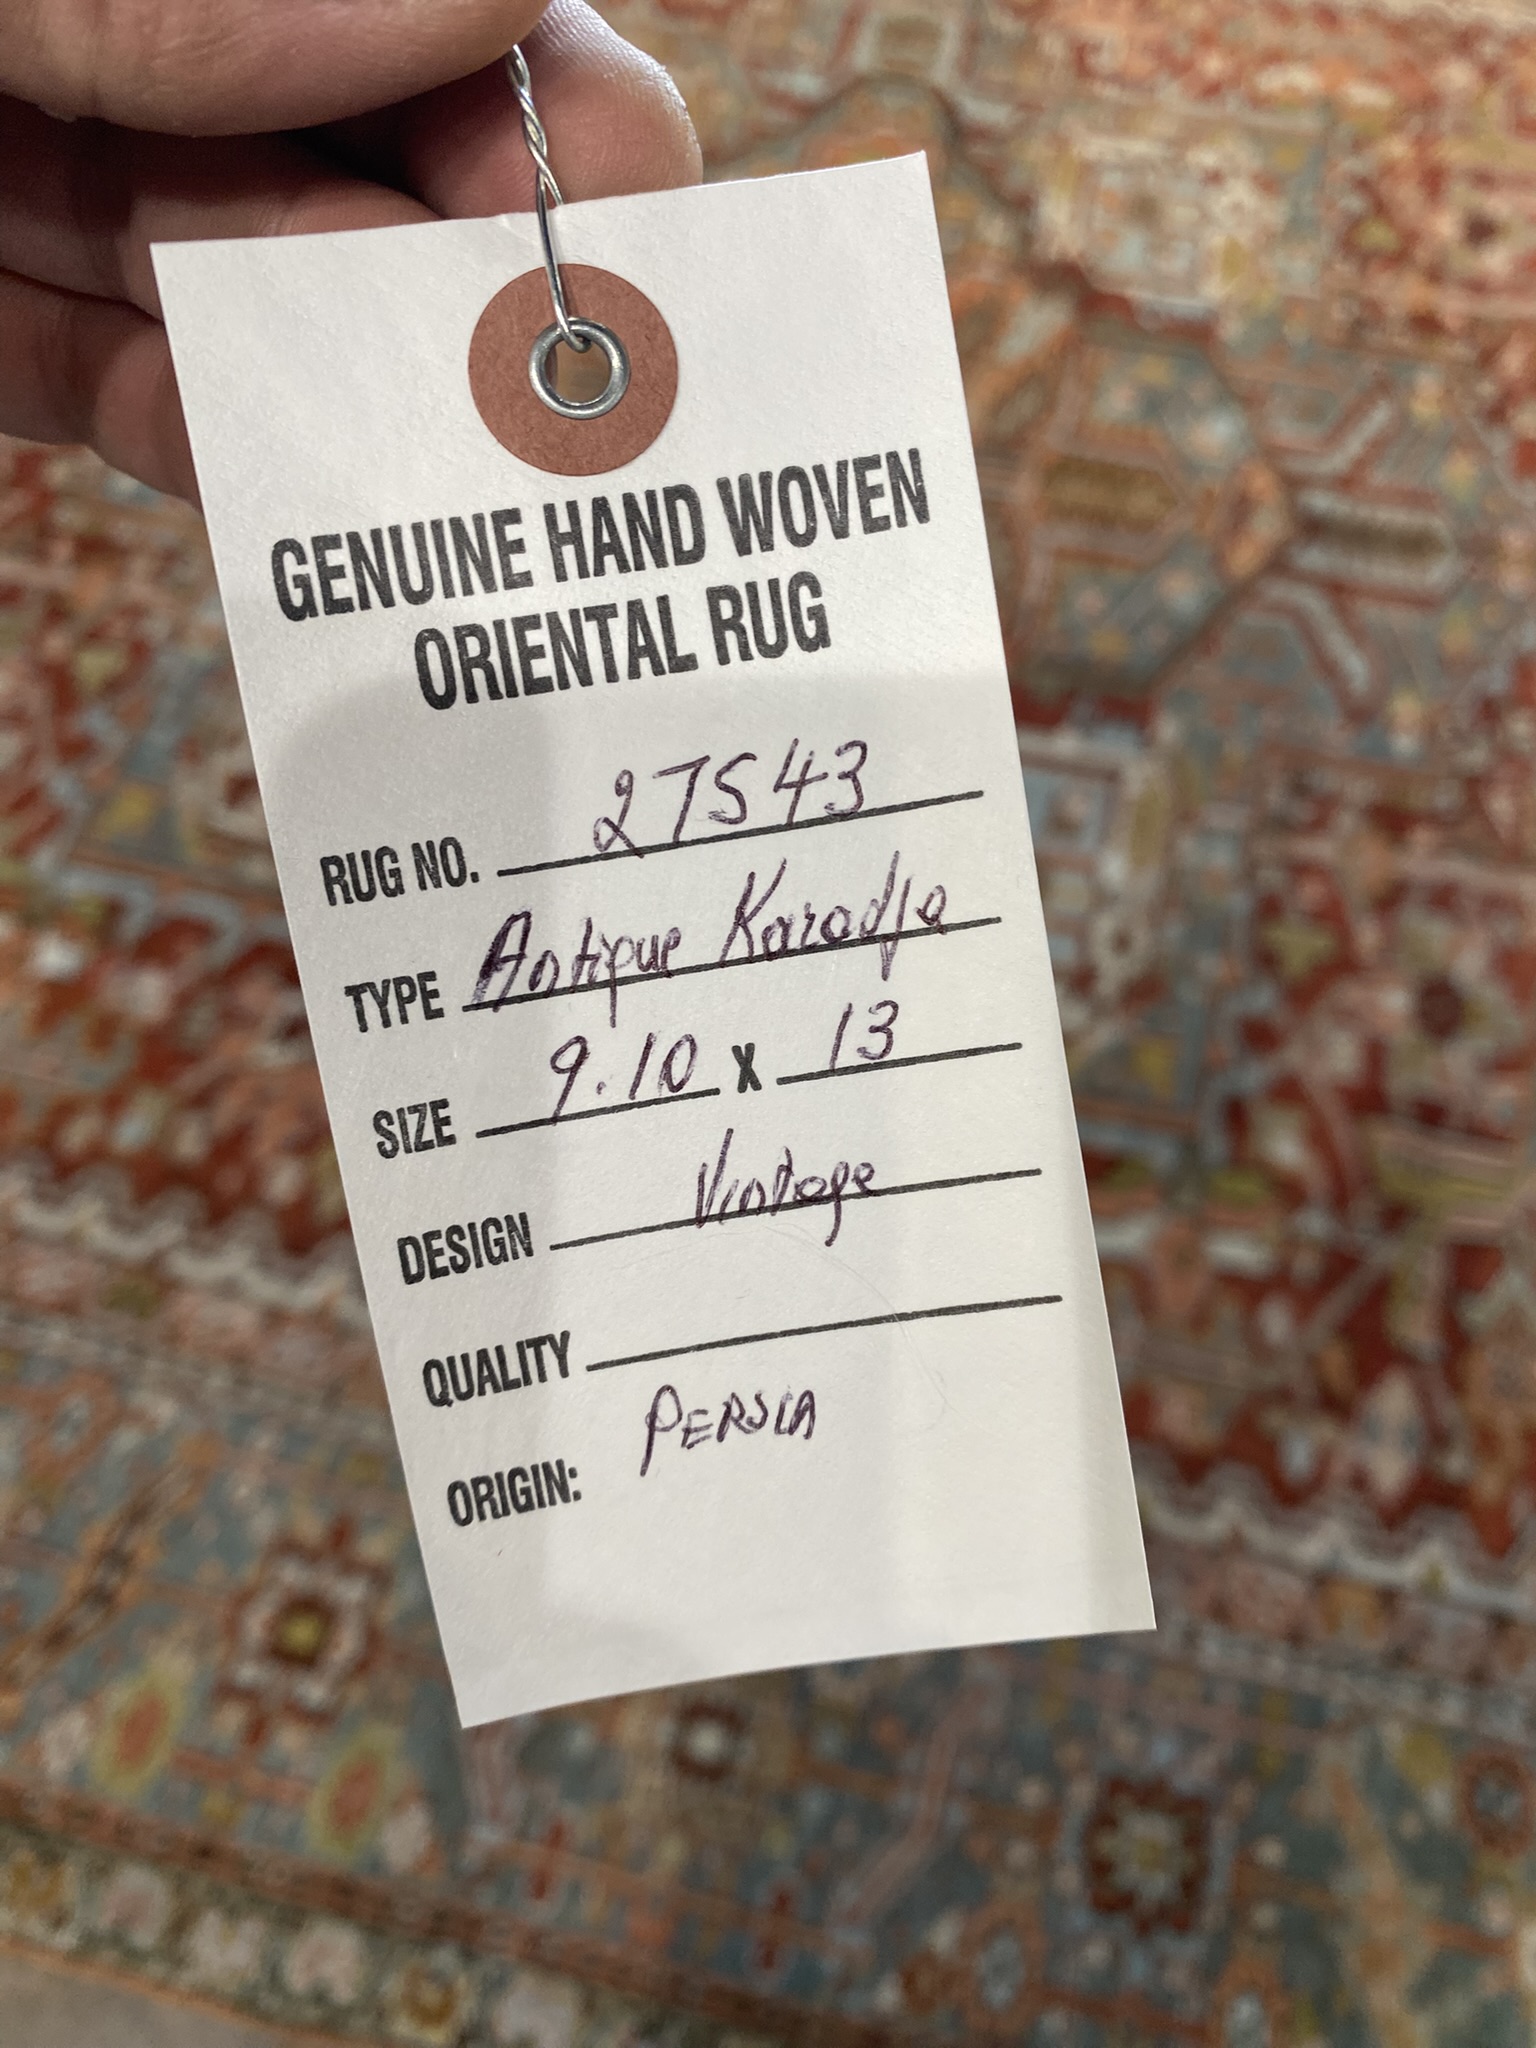 GENUINE HAND WOVEN
ORIENTAL RUG
RUG NO. 27543
TYPE Antique Karadja
SIZE 9.10 X 13
DESIGN Vintage
QUALITY
ORIGIN: PERSIA